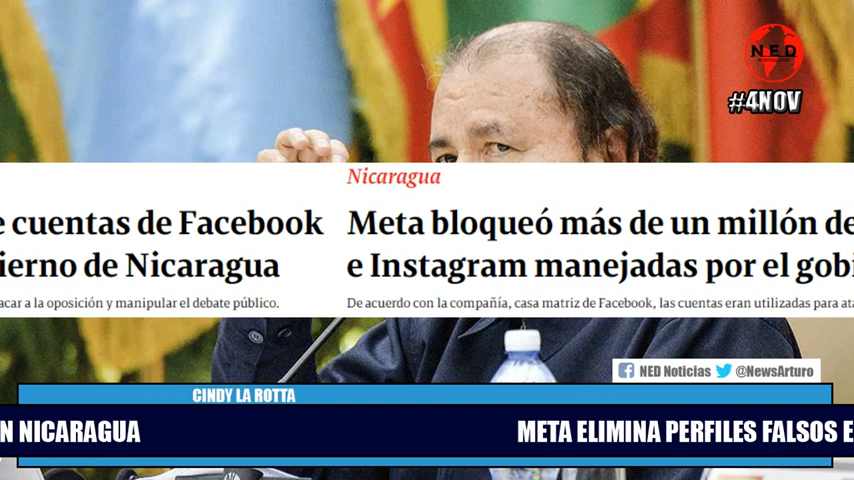 NED
#4NOV
Nicaragua
e cuentas de Facebook
Meta bloqueó más de un millón de
ierno de Nicaragua
e Instagram manejadas por el gobi
acar a la oposición y manipular el debate público.
De acuerdo con la compañía, casa matriz de Facebook, las cuentas eran utilizadas para ata
NED Noticias @NewsArturo
CINDY LA ROTTA
N NICARAGUA
META ELIMINA PERFILES FALSOS E